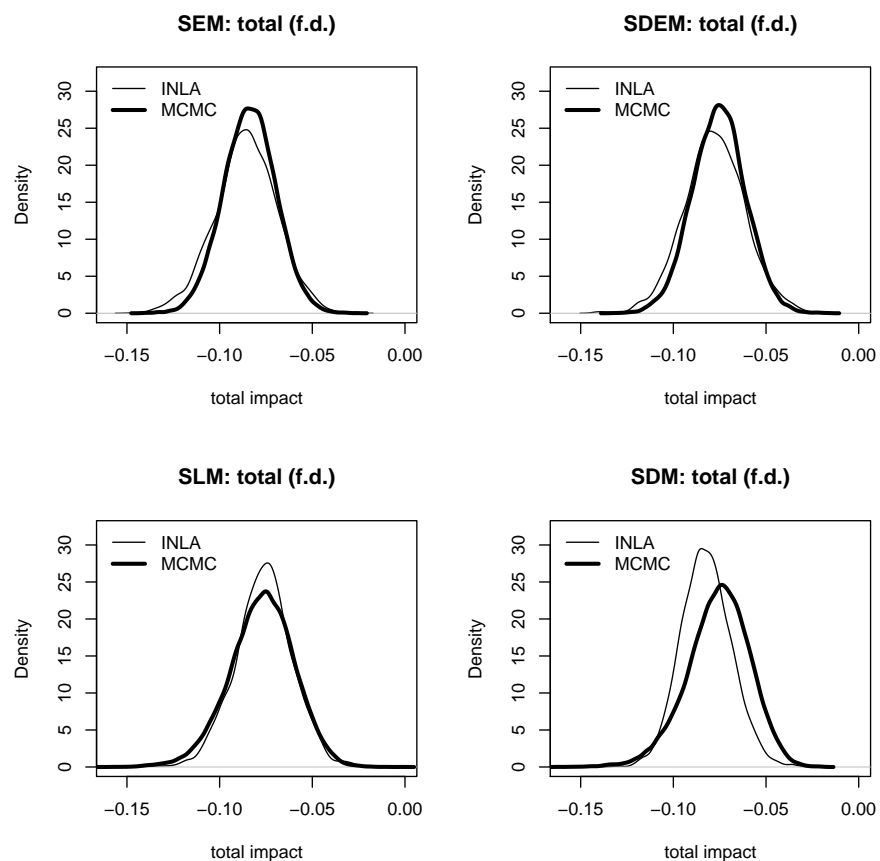 SEM: total (f.d.)
INLA
MCMC
Density
0 5 10 15 20 25 30
−0.15 −0.10 −0.05 0.00
total impact
SDEM: total (f.d.)
INLA
MCMC
Density
0 5 10 15 20 25 30
−0.15 −0.10 −0.05 0.00
total impact
SLM: total (f.d.)
INLA
MCMC
Density
0 5 10 15 20 25 30
−0.15 −0.10 −0.05 0.00
total impact
SDM: total (f.d.)
INLA
MCMC
Density
0 5 10 15 20 25 30
−0.15 −0.10 −0.05 0.00
total impact